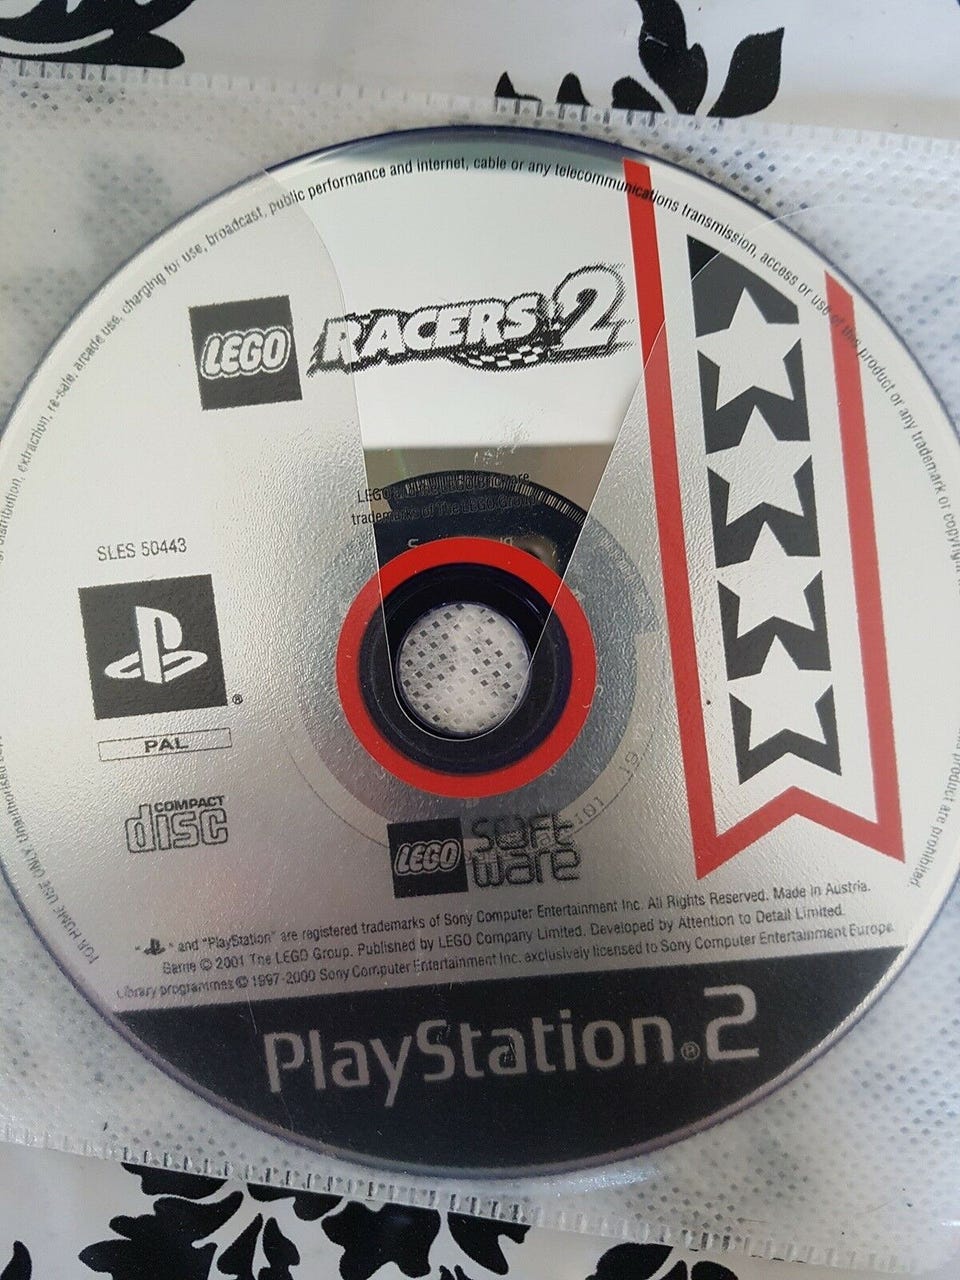 distribution, extraction, re-sale, arcade use, charging for use, broadcast, public performance and internet, cable or any telecommunications transmission, access or use of this product or any trademark or copyright
product are prohibited.
LEGO RACERS 2
trademarks of The LEGO Group
SLES 50443
PAL
COMPACT
disc
LEGO software
101 19
FOR HOME USE ONLY. Unauthorised
" " and "PlayStation" are registered trademarks of Sony Computer Entertainment Inc. All Rights Reserved. Made in Austria.
Game © 2001 The LEGO Group. Published by LEGO Company Limited. Developed by Attention to Detail Limited.
Library programmes © 1997-2000 Sony Computer Entertainment Inc. exclusively licensed to Sony Computer Entertainment Europe.
PlayStation®2